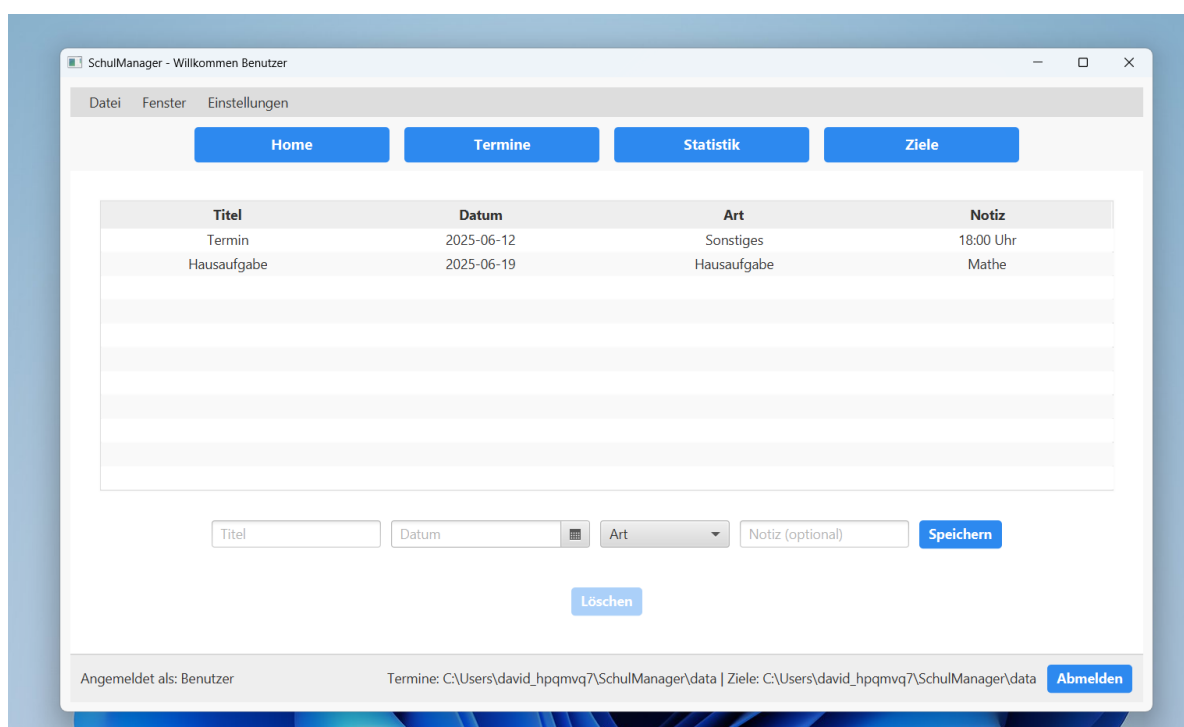 SchulManager - Willkommen Benutzer
Datei Fenster Einstellungen
Home Termine Statistik Ziele
Titel Datum Art Notiz
Termin 2025-06-12 Sonstiges 18:00 Uhr
Hausaufgabe 2025-06-19 Hausaufgabe Mathe
Titel Datum Art Notiz (optional) Speichern
Löschen
Angemeldet als: Benutzer Termine: C:\Users\david_hpqmvq7\SchulManager\data | Ziele: C:\Users\david_hpqmvq7\SchulManager\data Abmelden